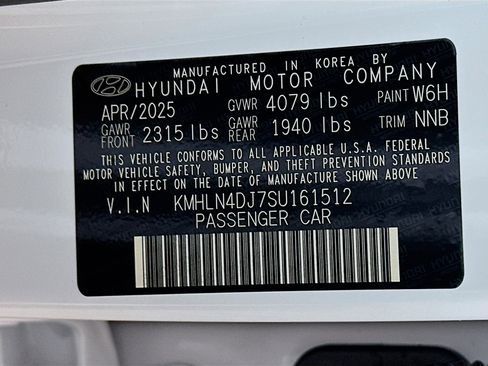 MANUFACTURED IN KOREA BY
HYUNDAI MOTOR COMPANY
APR/2025 GVWR 4079 lbs PAINT W6H
GAWR FRONT 2315 lbs GAWR REAR 1940 lbs TRIM NNB
THIS VEHICLE CONFORMS TO ALL APPLICABLE U.S.A. FEDERAL
MOTOR VEHICLE SAFETY, BUMPER, AND THEFT PREVENTION STANDARDS
IN EFFECT ON THE DATE OF MANUFACTURE SHOWN ABOVE.
V.I.N KMHLN4DJ7SU161512
PASSENGER CAR